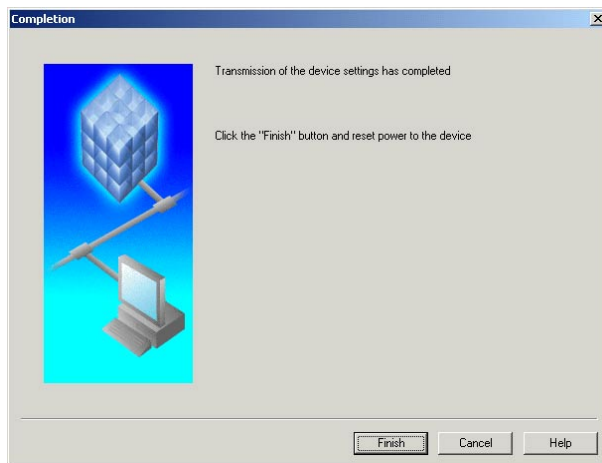 Completion
Transmission of the device settings has completed
Click the "Finish" button and reset power to the device
Finish
Cancel
Help